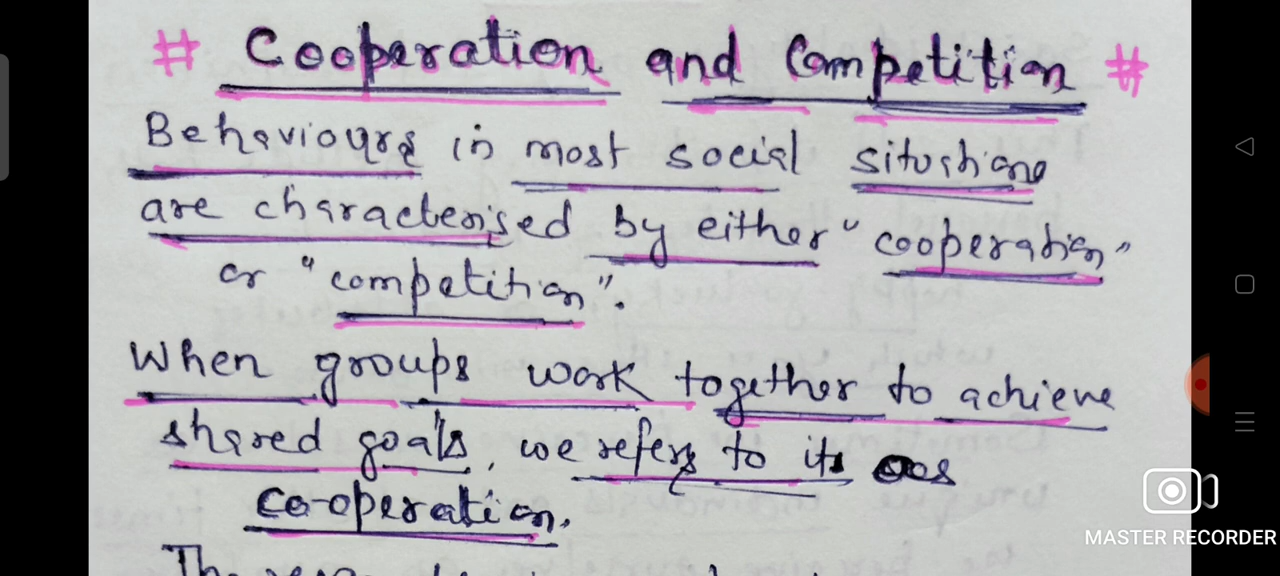 # Cooperation and Competition #
Behaviours in most social situations
are characterised by either "cooperation"
or "competition".
When groups work together to achieve
shared goals, we refers to its as
co-operation.
MASTER RECORDER